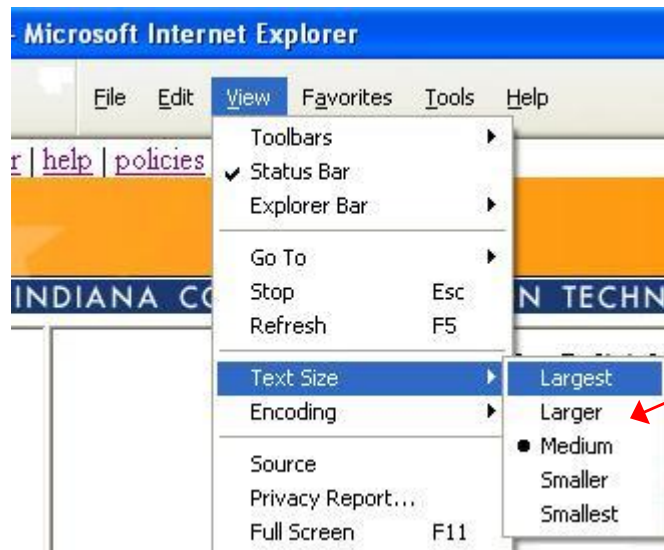 - Microsoft Internet Explorer
File Edit View Favorites Tools Help
r | help | policies
Toolbars
Status Bar
Explorer Bar
Go To
Stop Esc
Refresh F5
INDIANA CO
N TECHN
Text Size
Encoding
Source
Privacy Report...
Full Screen F11
Largest
Larger
Medium
Smaller
Smallest